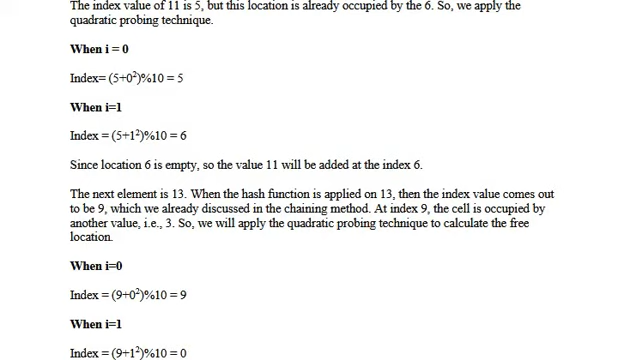 The index value of 11 is 5, but this location is already occupied by the 6. So, we apply the
quadratic probing technique.
When i = 0
Index= (5+0²)%10 = 5
When i=1
Index = (5+1²)%10 = 6
Since location 6 is empty, so the value 11 will be added at the index 6.
The next element is 13. When the hash function is applied on 13, then the index value comes out
to be 9, which we already discussed in the chaining method. At index 9, the cell is occupied by
another value, i.e., 3. So, we will apply the quadratic probing technique to calculate the free
location.
When i=0
Index = (9+0²)%10 = 9
When i=1
Index = (9+1²)%10 = 0